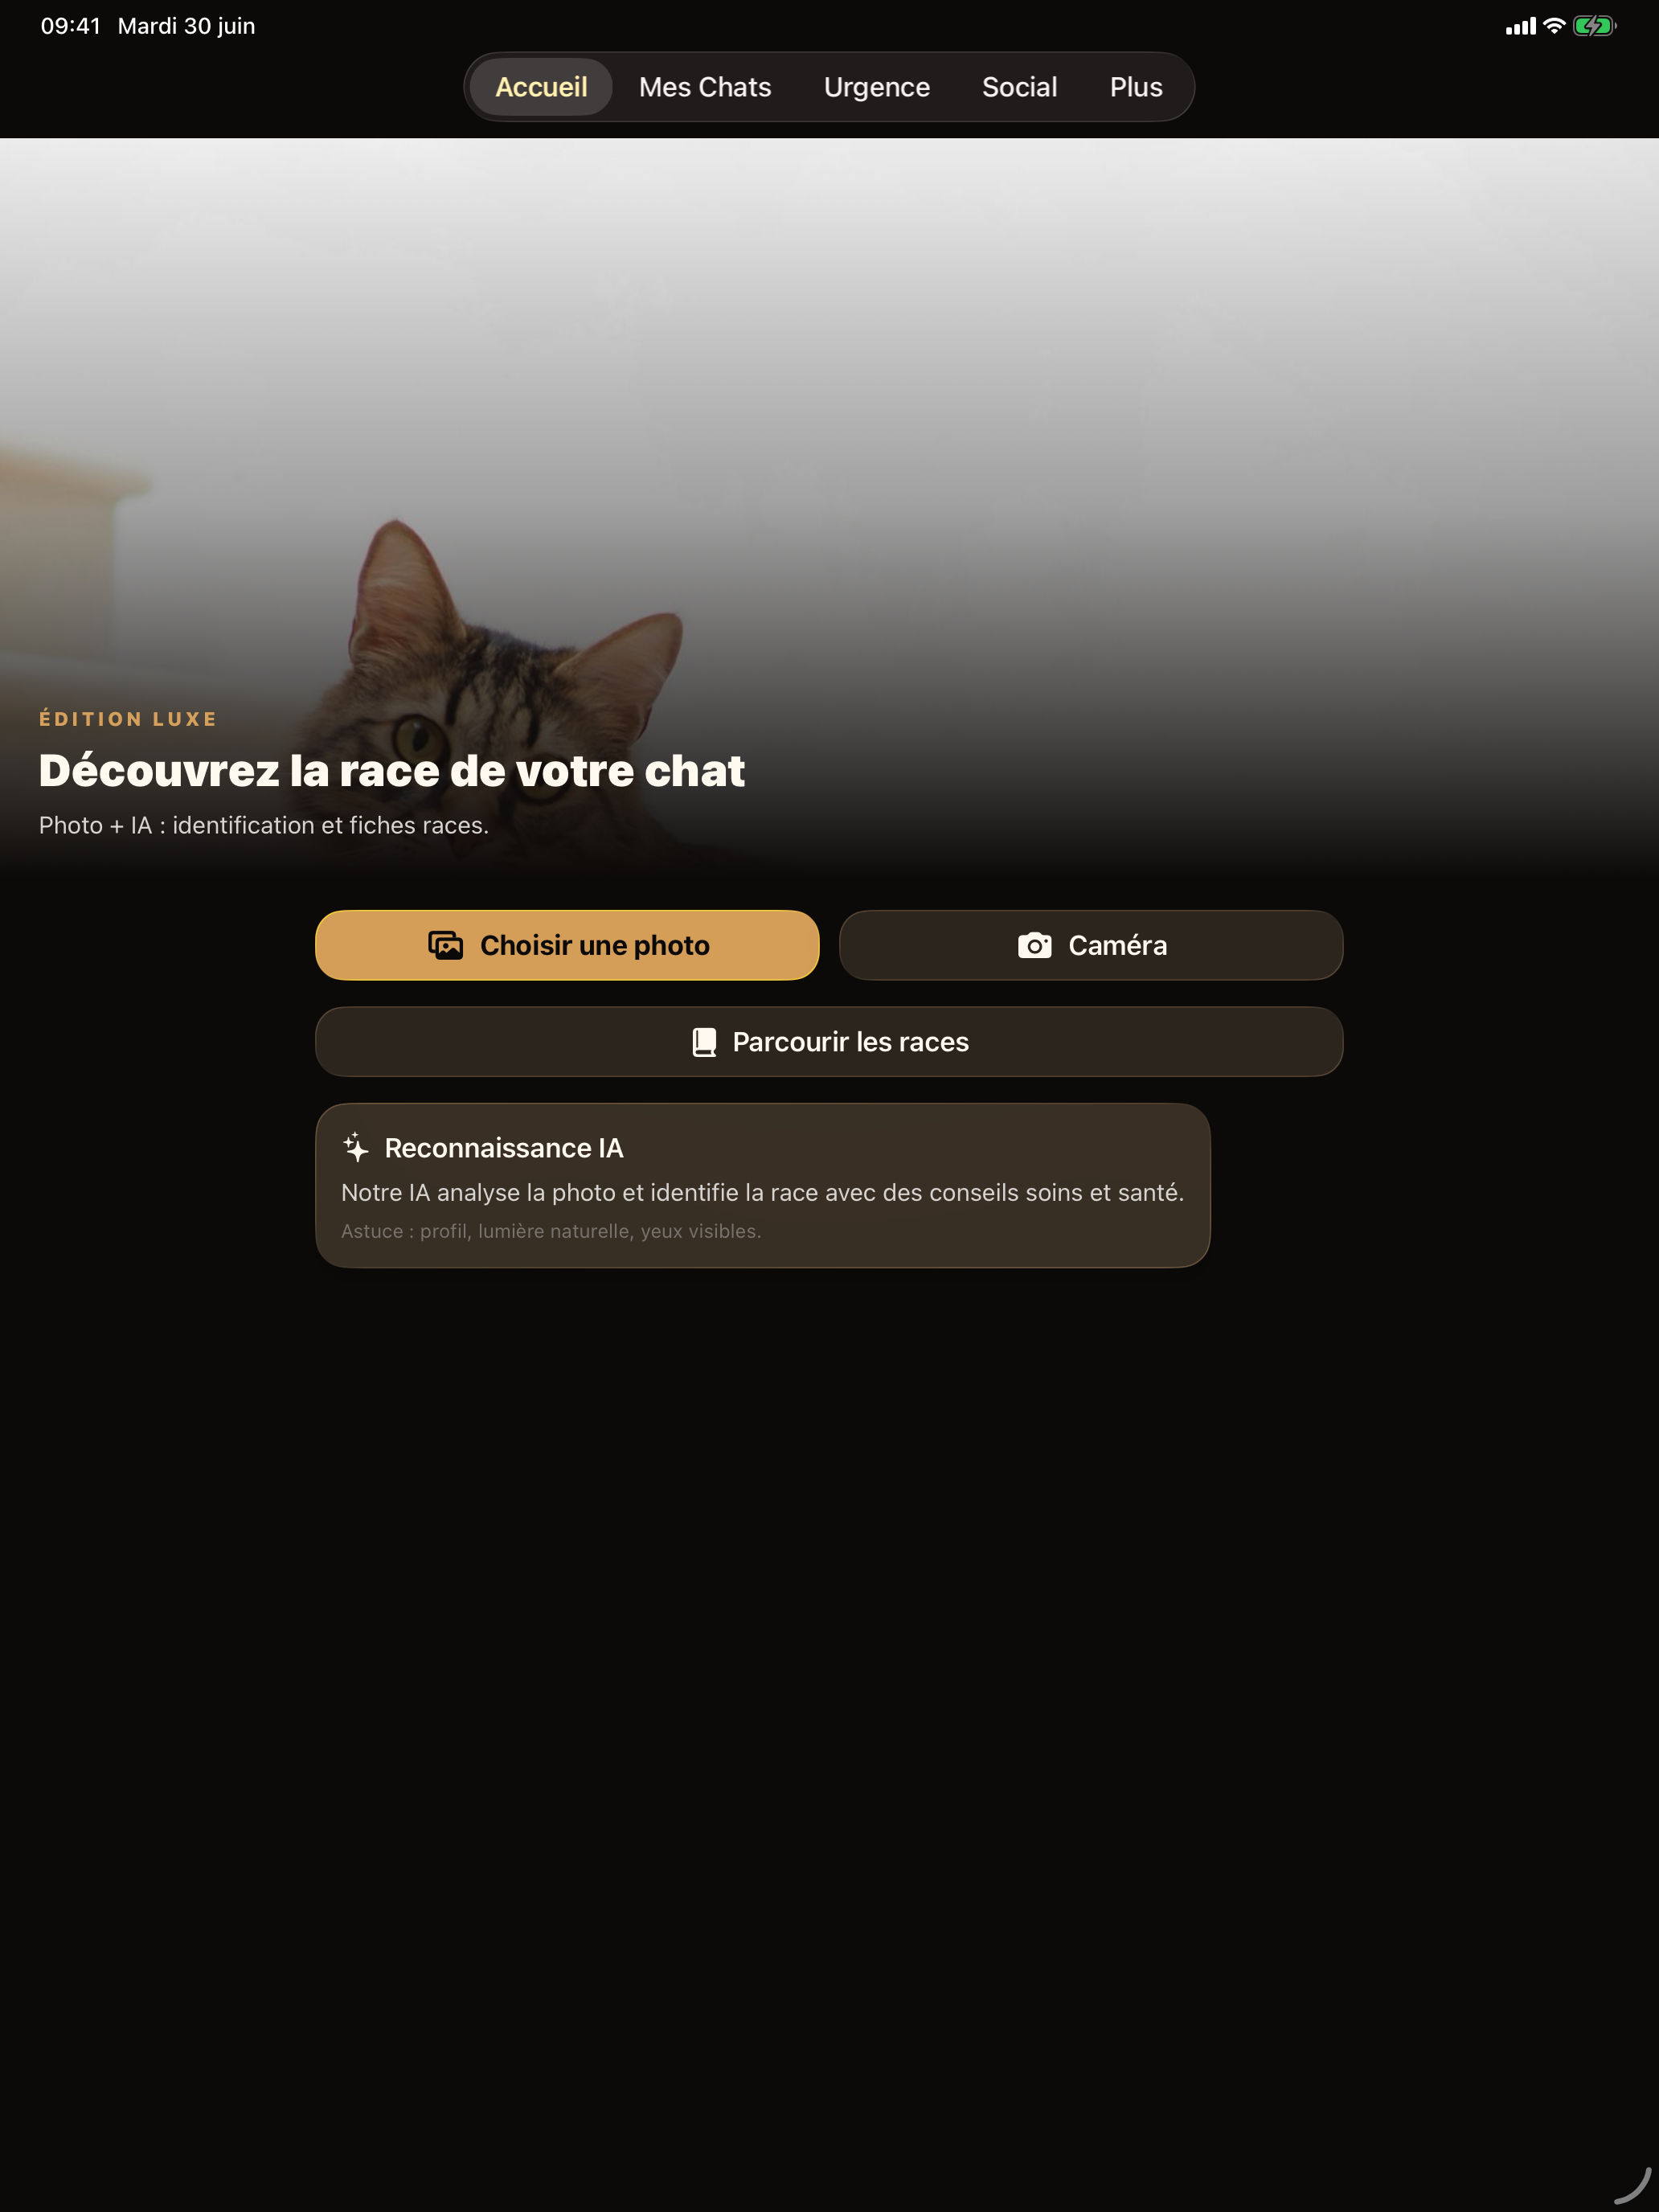 09:41 Mardi 30 juin
Accueil Mes Chats Urgence Social Plus
ÉDITION LUXE
Découvrez la race de votre chat
Photo + IA : identification et fiches races.
Choisir une photo
Caméra
Parcourir les races
Reconnaissance IA
Notre IA analyse la photo et identifie la race avec des conseils soins et santé.
Astuce : profil, lumière naturelle, yeux visibles.